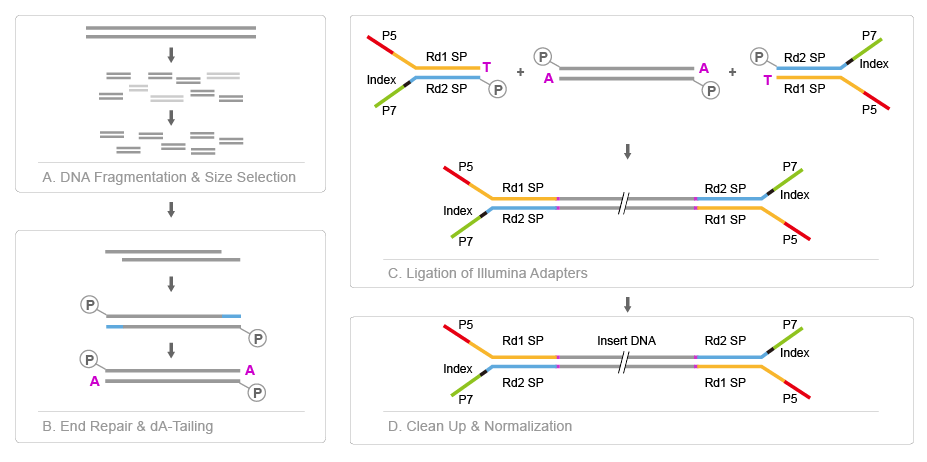 A. DNA Fragmentation & Size Selection
P
P
P
A
A
P
B. End Repair & dA-Tailing
P5
Rd1 SP
T
Index
Rd2 SP
P
P7
+
P
A
A
P
+
P7
P
Rd2 SP
Index
T
Rd1 SP
P5
P5
Rd1 SP
Rd2 SP
P7
Index
Index
Rd2 SP
Rd1 SP
P7
P5
C. Ligation of Illumina Adapters
P5
Rd1 SP
Insert DNA
Rd2 SP
P7
Index
Index
Rd2 SP
Rd1 SP
P7
P5
D. Clean Up & Normalization